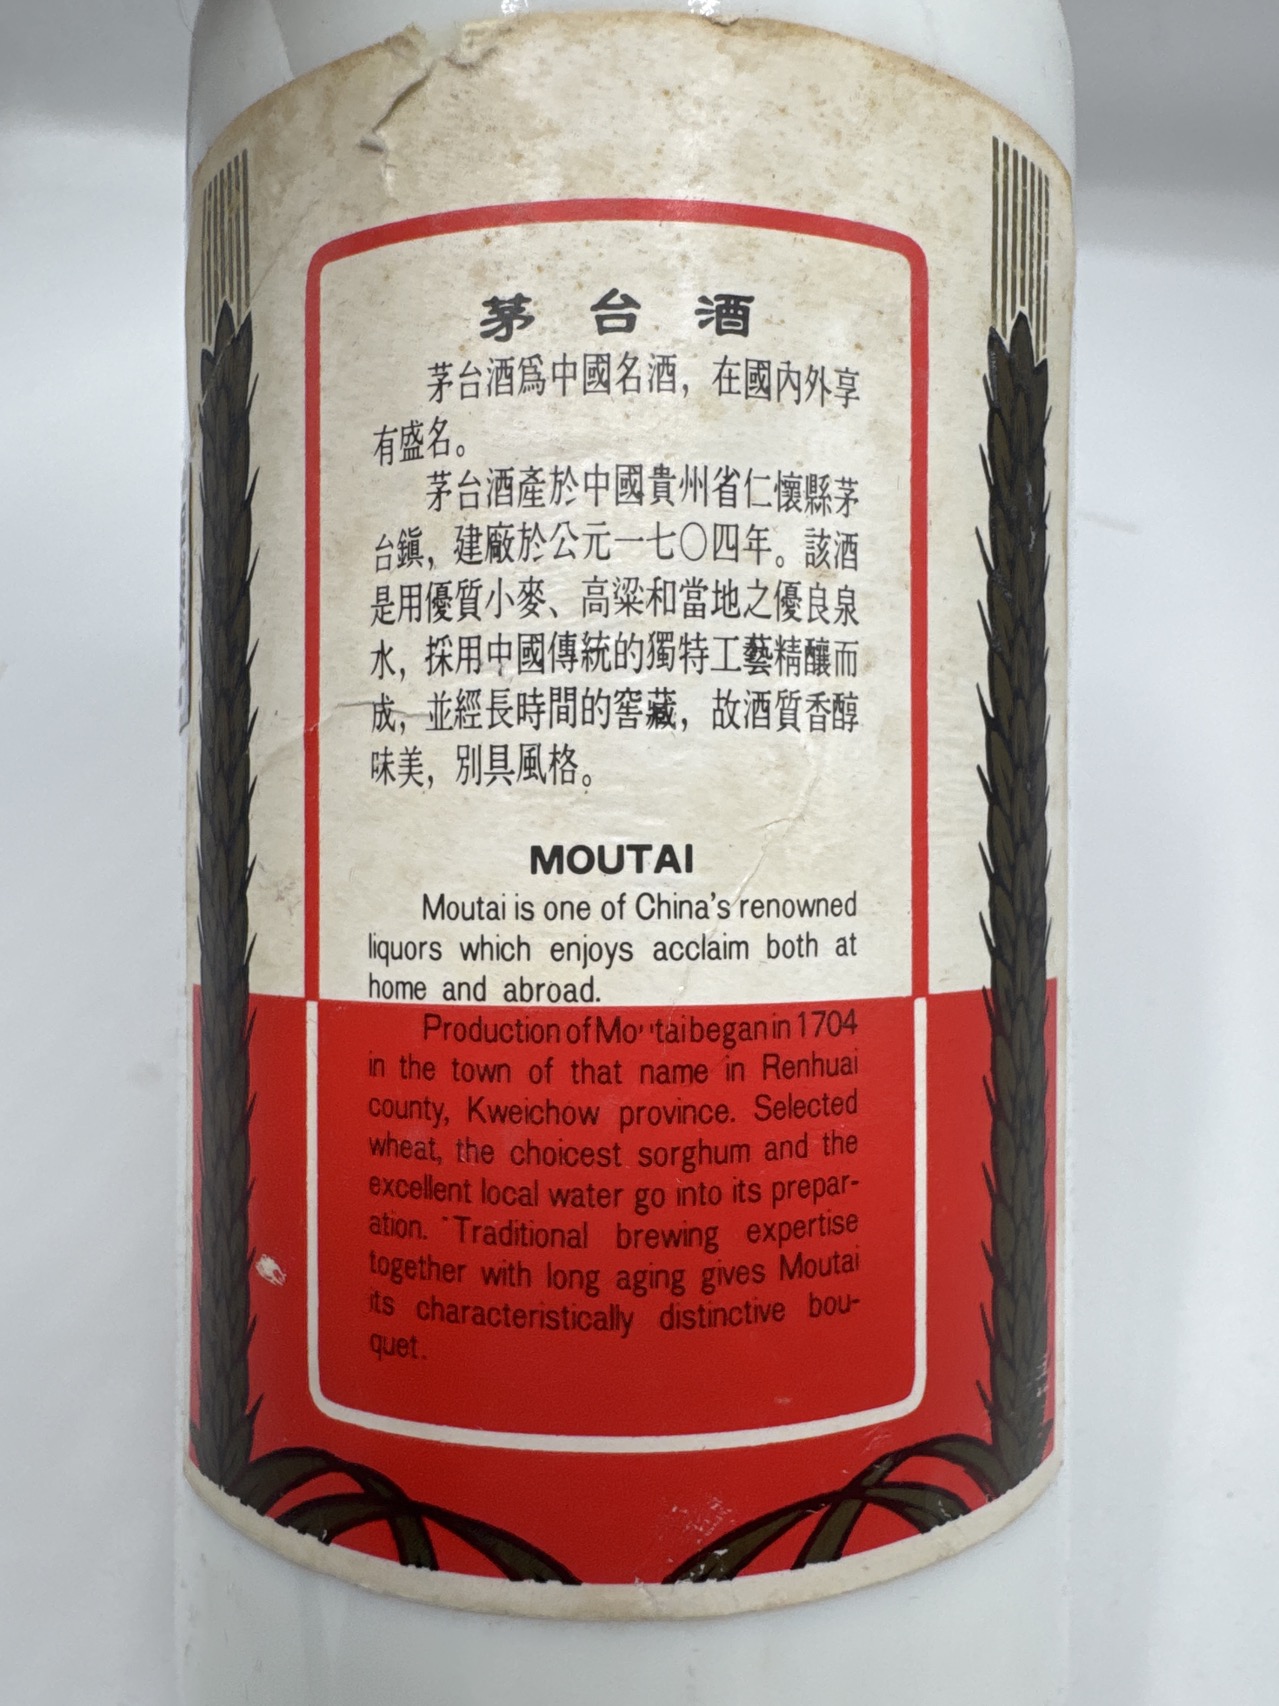 茅台酒
茅台酒爲中國名酒，在國內外享
有盛名。
茅台酒產於中國貴州省仁懷縣茅
台鎭，建廠於公元一七〇四年。該酒
是用優質小麥、高粱和當地之優良泉
水，採用中國傳統的獨特工藝精釀而
成，並經長時間的窖藏，故酒質香醇
味美，別具風格。
MOUTAI
Moutai is one of China's renowned
liquors which enjoys acclaim both at
home and abroad.
Production of Moutai began in 1704
in the town of that name in Renhuai
county, Kweichow province. Selected
wheat, the choicest sorghum and the
excellent local water go into its prepar-
ation. Traditional brewing expertise
together with long aging gives Moutai
its characteristically distinctive bou-
quet.